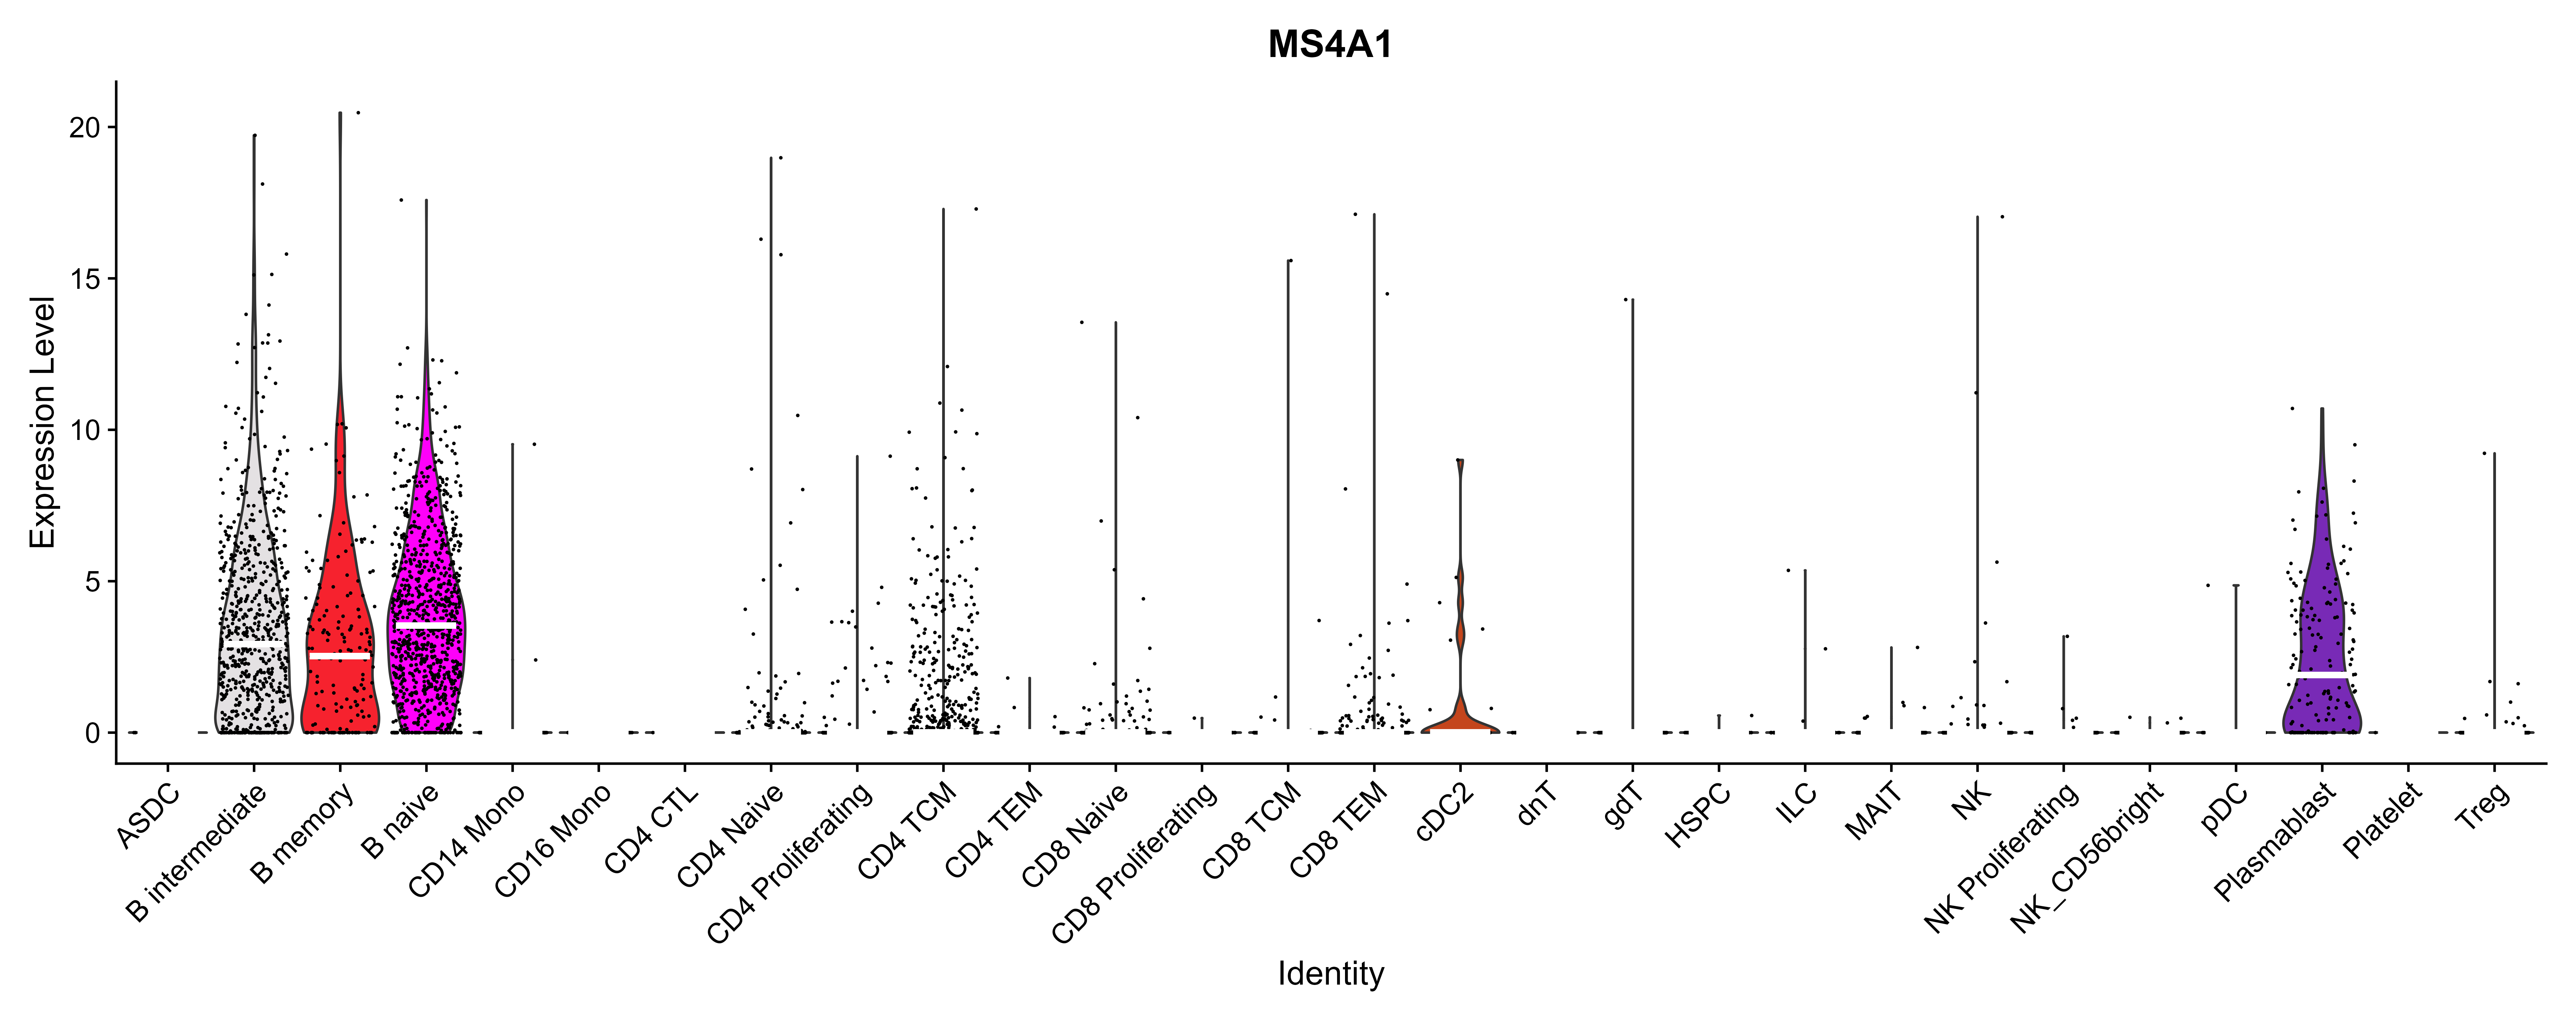 MS4A1
Expression Level
20
15
10
5
0
ASDC
B intermediate
B memory
B naive
CD14 Mono
CD16 Mono
CD4 CTL
CD4 Naive
CD4 Proliferating
CD4 TCM
CD4 TEM
CD8 Naive
CD8 Proliferating
CD8 TCM
CD8 TEM
cDC2
dnT
gdT
HSPC
ILC
MAIT
NK
NK Proliferating
NK_CD56bright
pDC
Plasmablast
Platelet
Treg
Identity